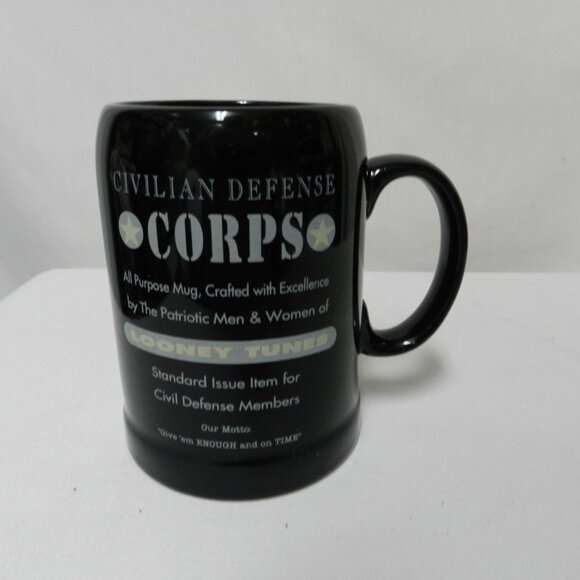 CIVILIAN DEFENSE
CORPS
All Purpose Mug, Crafted with Excellence
by The Patriotic Men & Women of
LOONEY TUNES
Standard Issue Item for
Civil Defense Members
Our Motto:
"Give 'em ENOUGH and on TIME"